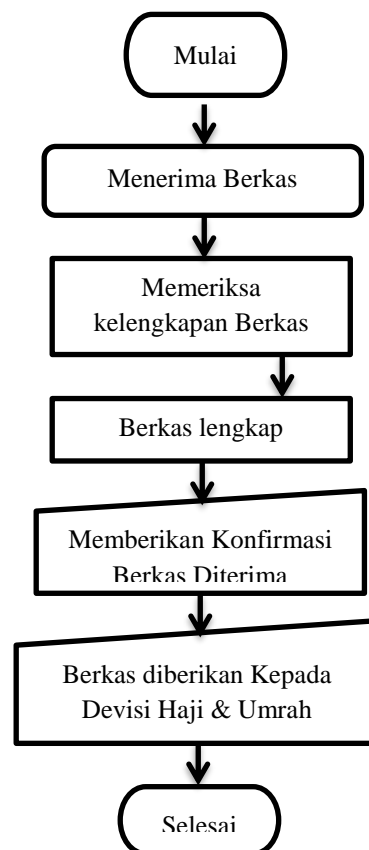 Mulai
Menerima Berkas
Memeriksa
kelengkapan Berkas
Berkas lengkap
Memberikan Konfirmasi
Berkas Diterima
Berkas diberikan Kepada
Devisi Haji & Umrah
Selesai